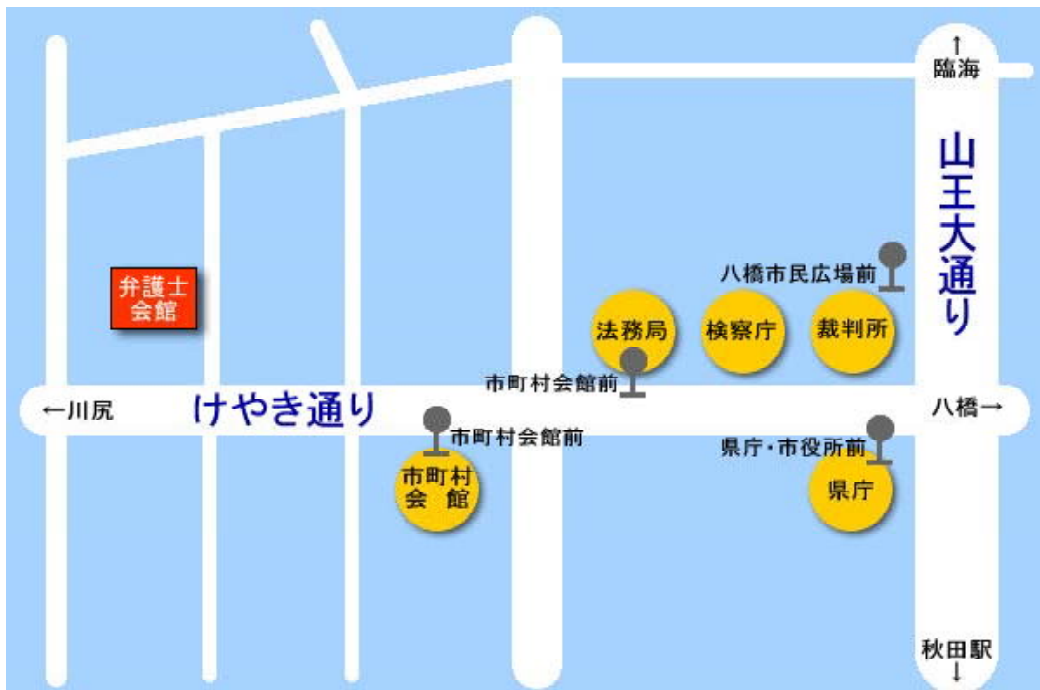 ↑
臨海
山王大通り
弁護士
会館
八橋市民広場前
法務局
検察庁
裁判所
市町村会館前
←川尻
けやき通り
八橋→
市町村会館前
県庁・市役所前
市町村
会館
県庁
秋田駅
↓